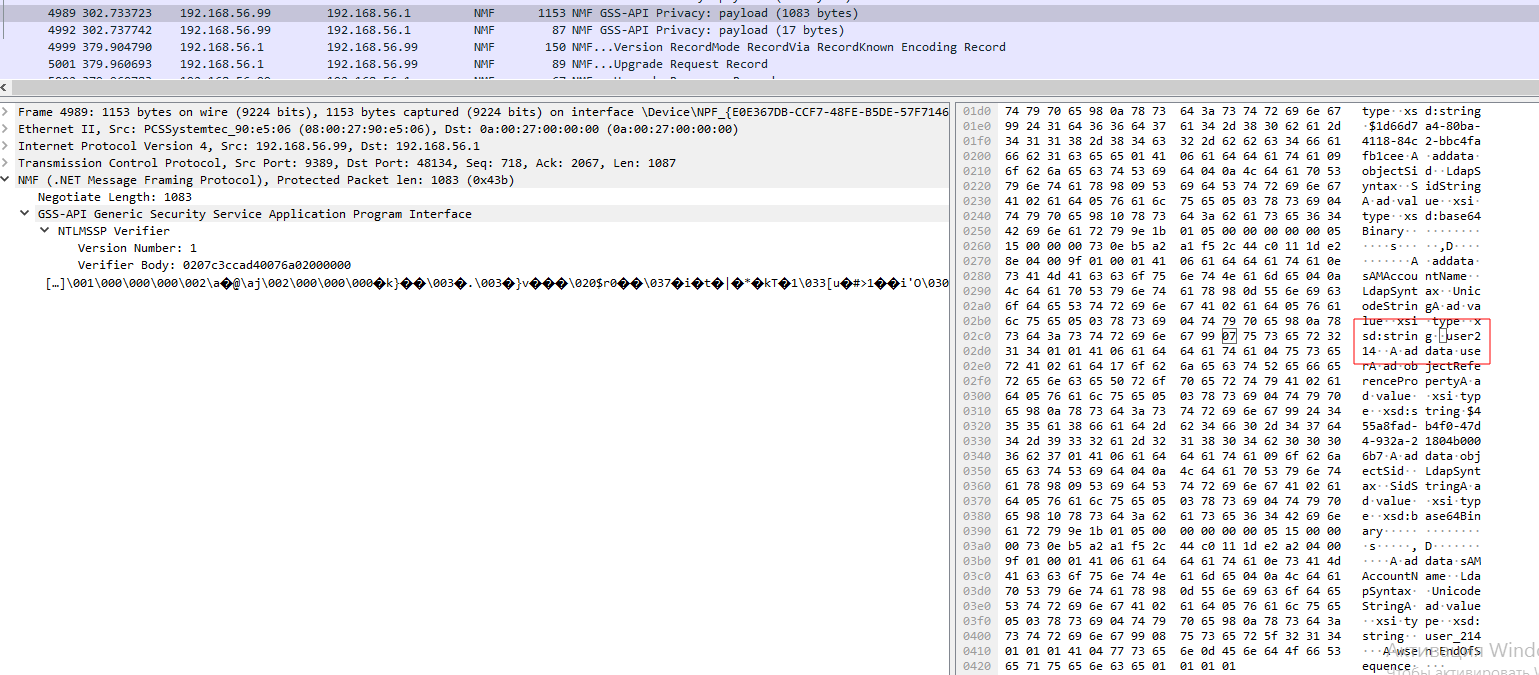 4989 302.733723 192.168.56.99 192.168.56.1 NMF 1153 NMF GSS-API Privacy: payload (1083 bytes)
4992 302.737742 192.168.56.99 192.168.56.1 NMF 87 NMF GSS-API Privacy: payload (17 bytes)
4999 379.904790 192.168.56.1 192.168.56.99 NMF 150 NMF...Version RecordMode RecordVia RecordKnown Encoding Record
5001 379.960693 192.168.56.1 192.168.56.99 NMF 89 NMF...Upgrade Request Record
Frame 4989: 1153 bytes on wire (9224 bits), 1153 bytes captured (9224 bits) on interface \Device\NPF_{E0E367DB-CCF7-48FE-B5DE-57F7146
Ethernet II, Src: PCSSystemtec_90:e5:06 (08:00:27:90:e5:06), Dst: 0a:00:27:00:00:00 (0a:00:27:00:00:00)
Internet Protocol Version 4, Src: 192.168.56.99, Dst: 192.168.56.1
Transmission Control Protocol, Src Port: 9389, Dst Port: 48134, Seq: 718, Ack: 2067, Len: 1087
NMF (.NET Message Framing Protocol), Protected Packet len: 1083 (0x43b)
Negotiate Length: 1083
GSS-API Generic Security Service Application Program Interface
NTLMSSP Verifier
Version Number: 1
Verifier Body: 0207c3ccad40076a02000000
[…]\001\000\000\000\002\a�@\aj\002\000\000\000�k}��\003�.\003�}v���\020$r0��\037�i�t�|�*�kT�1\033[u�#>1��i'O\030
01d0 74 79 70 65 98 0a 78 73 64 3a 73 74 72 69 6e 67 type··xs d:string
01e0 99 24 31 64 36 36 64 37 61 34 2d 38 30 62 61 2d ·$1d66d7 a4-80ba-
01f0 34 31 31 38 2d 38 34 63 32 2d 62 62 63 34 66 61 4118-84c 2-bbc4fa
0200 66 62 31 63 65 65 01 41 06 61 64 64 61 74 61 09 fb1cee·A ·addata·
0210 6f 62 6a 65 63 74 53 69 64 04 0a 4c 64 61 70 53 objectSi d··LdapS
0220 79 6e 74 61 78 98 09 53 69 64 53 74 72 69 6e 67 yntax··S idString
0230 41 02 61 64 05 76 61 6c 75 65 05 03 78 73 69 04 A·ad·val ue··xsi·
0240 74 79 70 65 98 10 78 73 64 3a 62 61 73 65 36 34 type··xs d:base64
0250 42 69 6e 61 72 79 9e 1b 01 05 00 00 00 00 00 05 Binary·· ········
0260 15 00 00 00 73 0e b5 a2 a1 f5 2c 44 c0 11 1d e2 ····s··· ··,D····
0270 8e 04 00 9f 01 00 01 41 06 61 64 64 61 74 61 0e ·······A ·addata·
0280 73 41 4d 41 63 63 6f 75 6e 74 4e 61 6d 65 04 0a sAMAccou ntName··
0290 4c 64 61 70 53 79 6e 74 61 78 98 0d 55 6e 69 63 LdapSynt ax··Unic
02a0 6f 64 65 53 74 72 69 6e 67 41 02 61 64 05 76 61 odeStrin gA·ad·va
02b0 6c 75 65 05 03 78 73 69 04 74 79 70 65 98 0a 78 lue··xsi ·type··x
02c0 73 64 3a 73 74 72 69 6e 67 99 07 75 73 65 72 32 sd:strin g··user2
02d0 31 34 01 01 41 06 61 64 64 61 74 61 04 75 73 65 14··A·ad data·use
02e0 72 41 02 61 64 17 6f 62 6a 65 63 74 52 65 66 65 rA·ad·ob jectRefe
02f0 72 65 6e 63 65 50 72 6f 70 65 72 74 79 41 02 61 rencePro pertyA·a
0300 64 05 76 61 6c 75 65 05 03 78 73 69 04 74 79 70 d·value· ·xsi·typ
0310 65 98 0a 78 73 64 3a 73 74 72 69 6e 67 99 24 34 e··xsd:s tring·$4
0320 35 35 61 38 66 61 64 2d 62 34 66 30 2d 34 37 64 55a8fad- b4f0-47d
0330 34 2d 39 33 32 61 2d 32 31 38 30 34 62 30 30 30 4-932a-2 1804b000
0340 36 62 37 01 41 06 61 64 64 61 74 61 09 6f 62 6a 6b7·A·ad data·obj
0350 65 63 74 53 69 64 04 0a 4c 64 61 70 53 79 6e 74 ectSid·· LdapSynt
0360 61 78 98 09 53 69 64 53 74 72 69 6e 67 41 02 61 ax··SidS tringA·a
0370 64 05 76 61 6c 75 65 05 03 78 73 69 04 74 79 70 d·value· ·xsi·typ
0380 65 98 10 78 73 64 3a 62 61 73 65 36 34 42 69 6e e··xsd:b ase64Bin
0390 61 72 79 9e 1b 01 05 00 00 00 00 00 05 15 00 00 ary····· ········
03a0 00 73 0e b5 a2 a1 f5 2c 44 c0 11 1d e2 a2 04 00 ·s·····, D·······
03b0 9f 01 00 01 41 06 61 64 64 61 74 61 0e 73 41 4d ····A·ad data·sAM
03c0 41 63 63 6f 75 6e 74 4e 61 6d 65 04 0a 4c 64 61 AccountN ame··Lda
03d0 70 53 79 6e 74 61 78 98 0d 55 6e 69 63 6f 64 65 pSyntax· ·Unicode
03e0 53 74 72 69 6e 67 41 02 61 64 05 76 61 6c 75 65 StringA· ad·value
03f0 05 03 78 73 69 04 74 79 70 65 98 0a 78 73 64 3a ··xsi·ty pe··xsd:
0400 73 74 72 69 6e 67 99 08 75 73 65 72 5f 32 31 34 string·· user_214
0410 01 01 01 41 04 77 73 65 6e 0d 45 6e 64 4f 66 53 ···A·wse n·EndOfS
0420 65 71 75 65 6e 63 65 01 01 01 01 equence· ···
Активация Windo
Чтобы активировать W